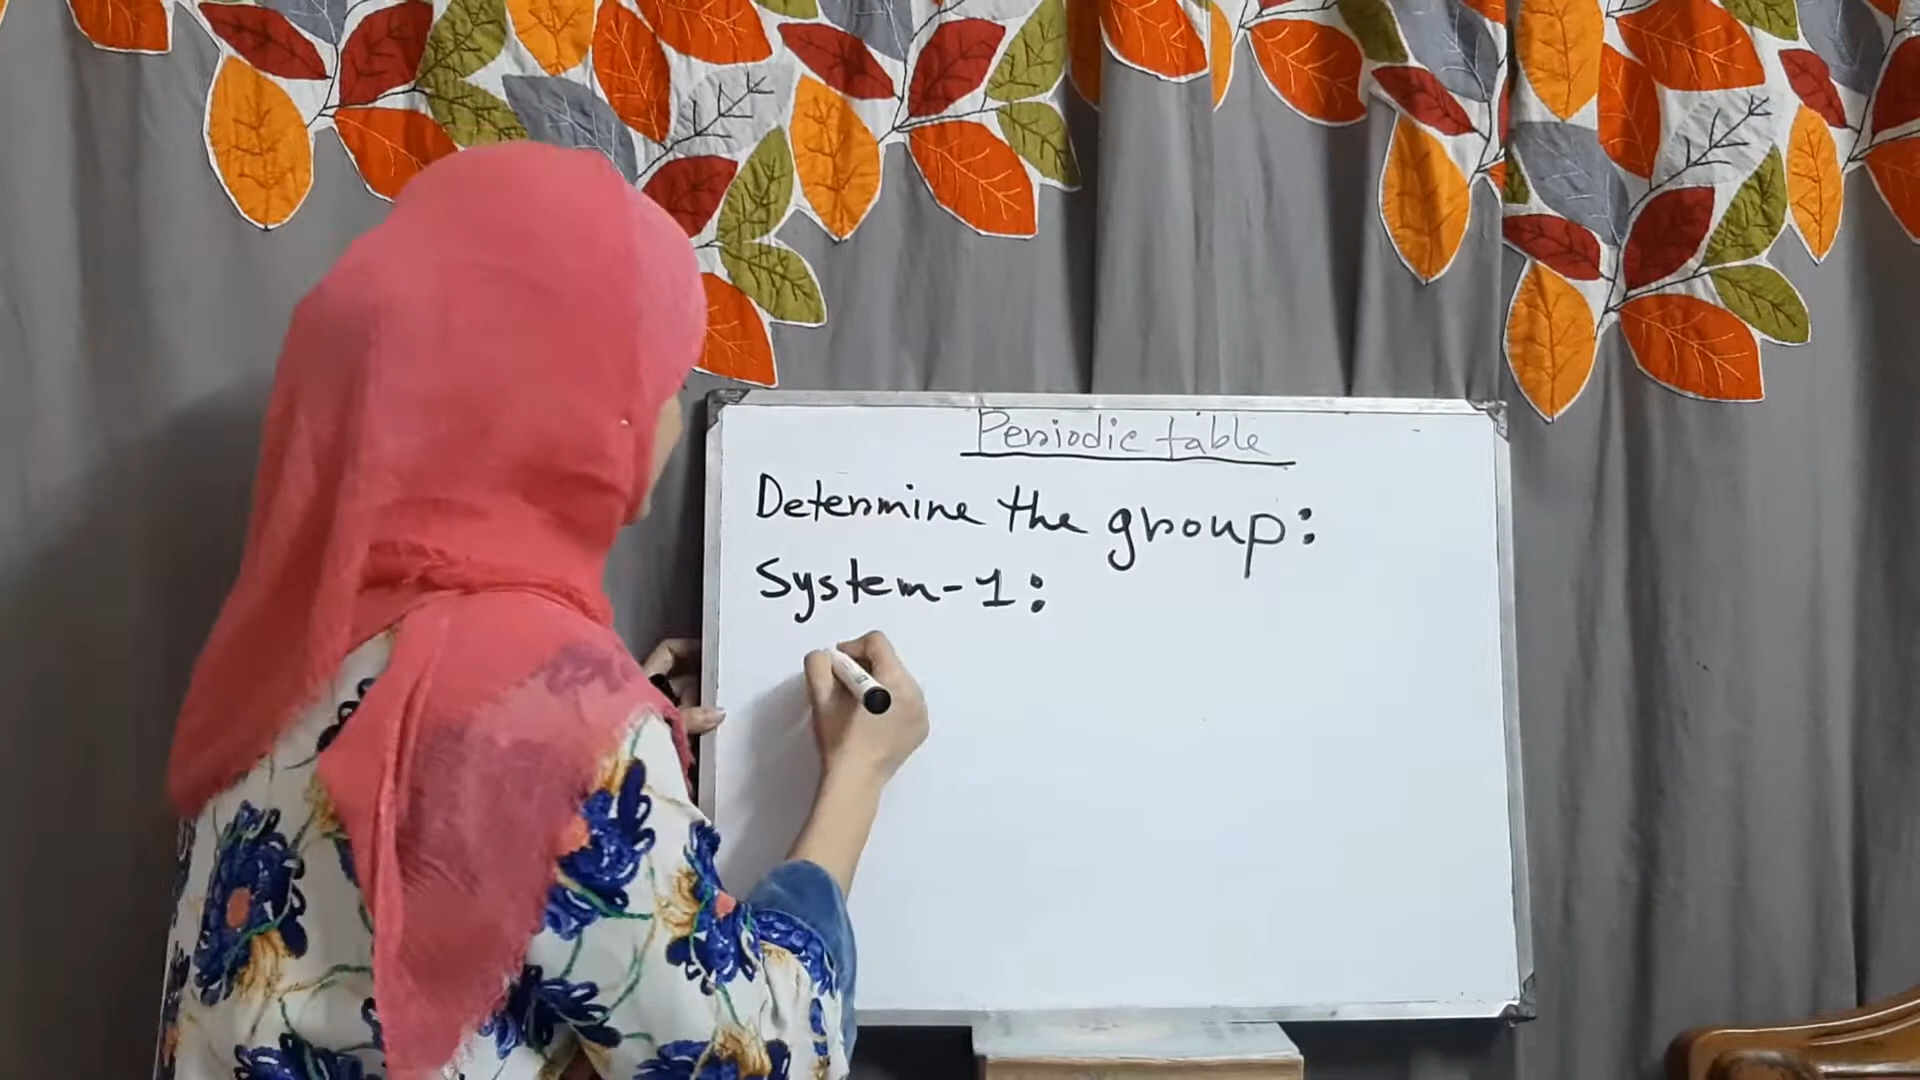 Periodic table
Determine the group:
System-1: